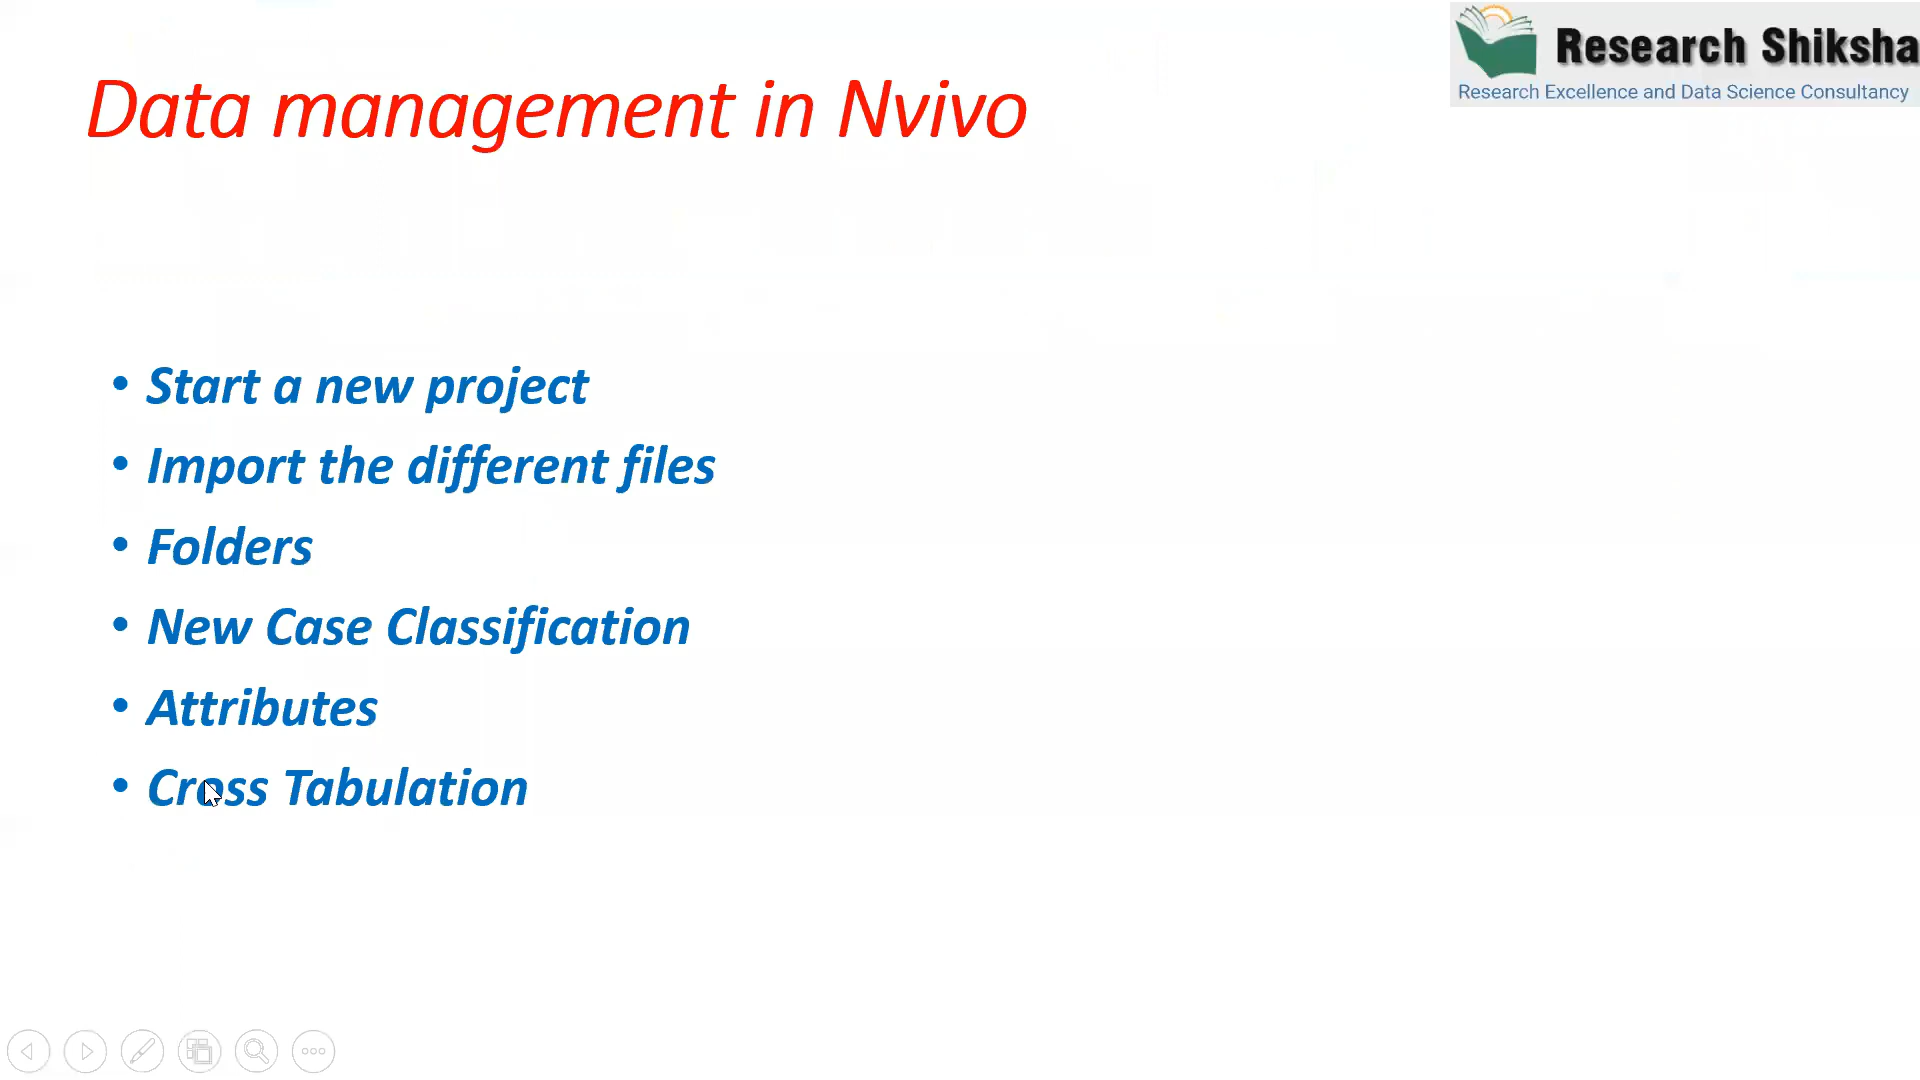 Research Shiksha
Research Excellence and Data Science Consultancy
Data management in Nvivo
• Start a new project
• Import the different files
• Folders
• New Case Classification
• Attributes
• Cross Tabulation